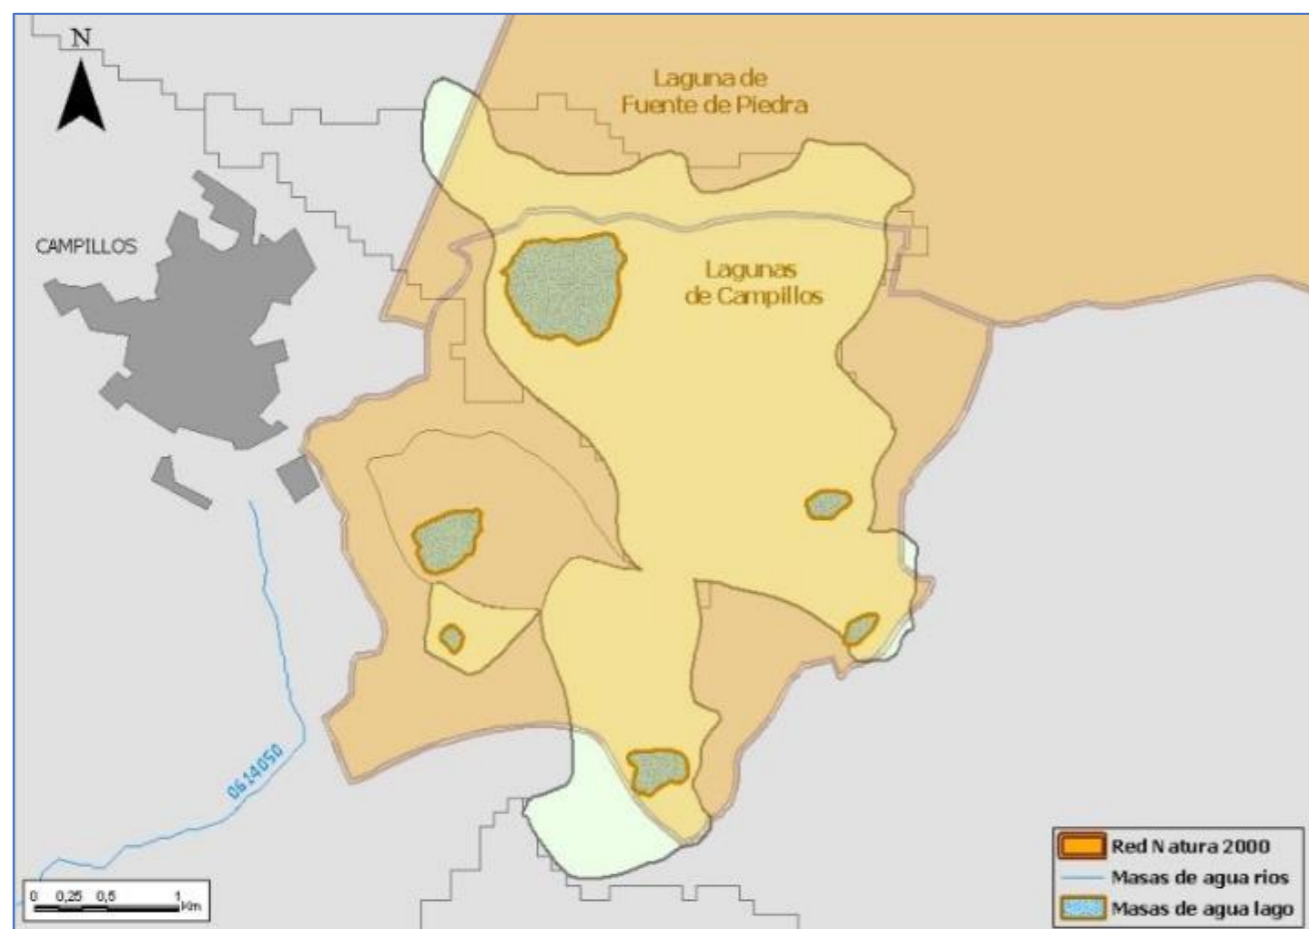 N
Laguna de
Fuente de Piedra
CAMPILLOS
Lagunas
de Campillos
0614050
0 0,25 0,5 1
Km
Red Natura 2000
Masas de agua rios
Masas de agua lago